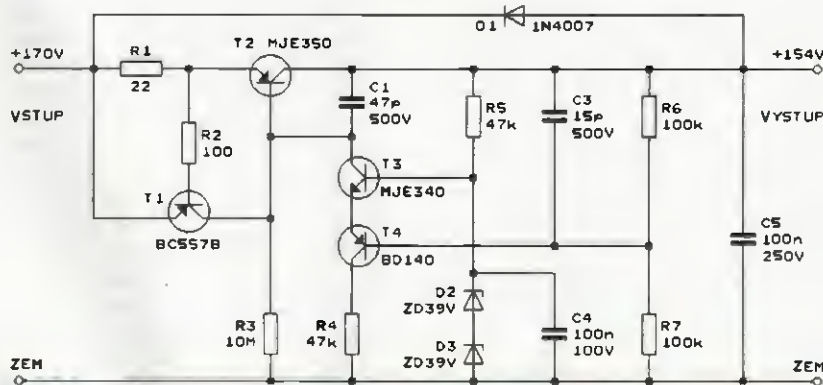 D1 1N4007
+170V
R1
22
T2 MJE350
+154V
VSTUP
C1
47p
500V
R5
47k
C3
15p
500V
R6
100k
VYSTUP
R2
100
T3
MJE340
T1
BC557B
T4
BD140
C5
100n
250V
D2
ZD39V
R3
10M
R4
47k
C4
100n
100V
R7
100k
D3
ZD39V
ZEM
ZEM